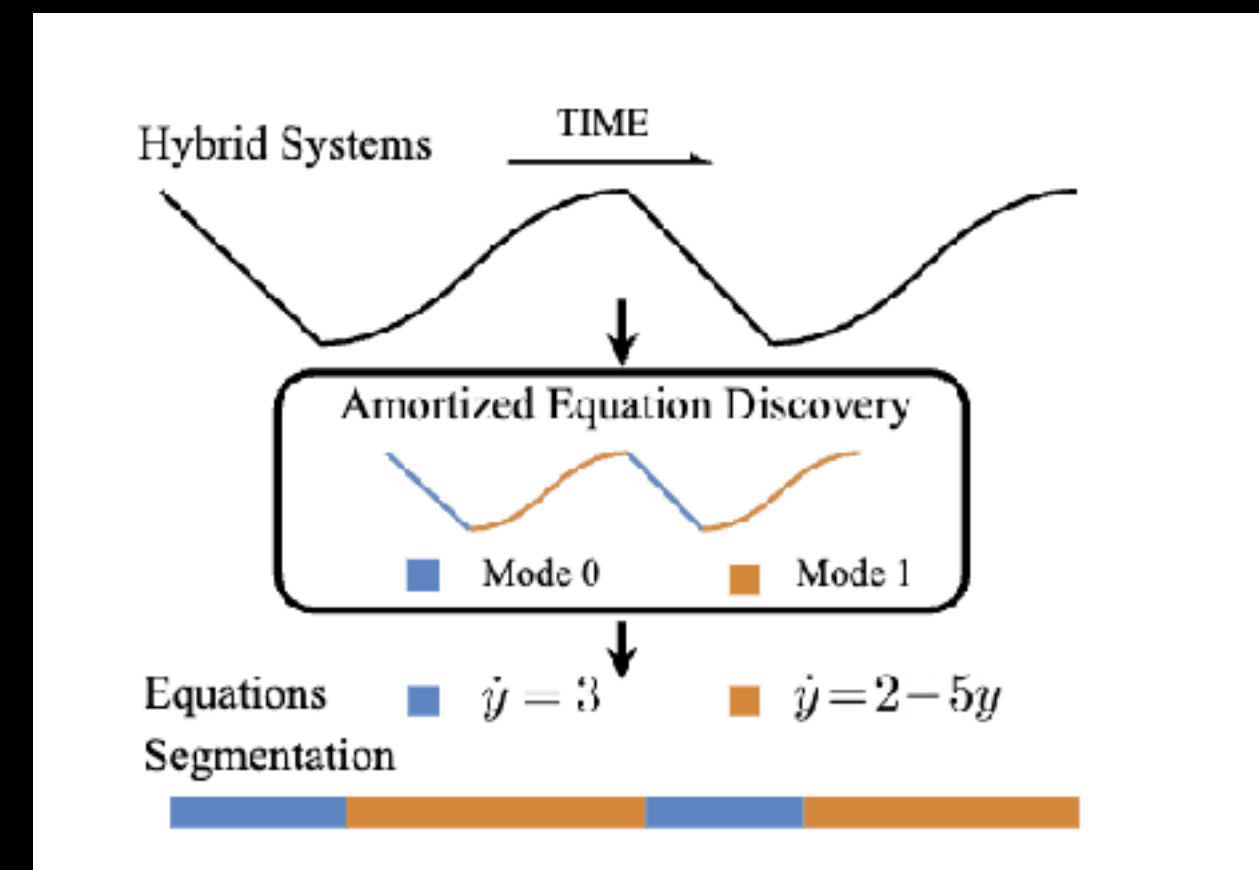 TIME
Hybrid Systems
Amortized Equation Discovery
Mode 0 Mode 1
Equations ẏ = 3 ẏ=2−5y
Segmentation